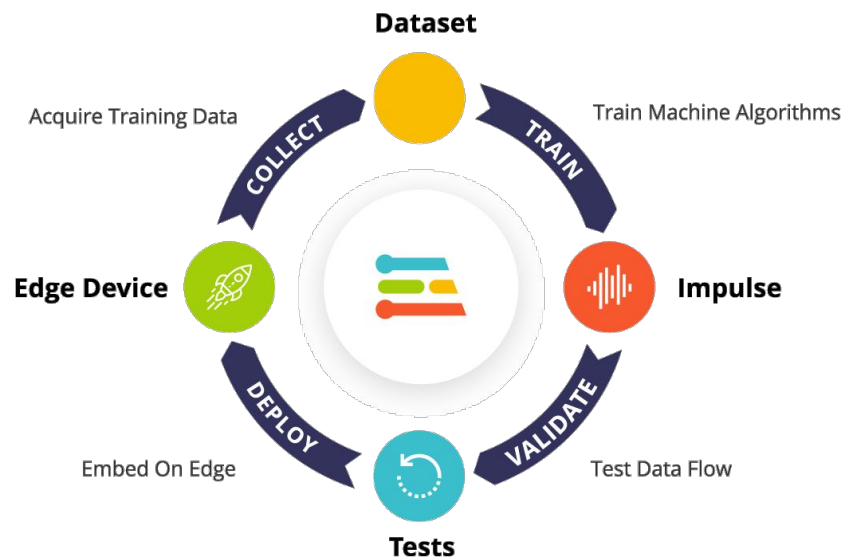 Dataset
Acquire Training Data
COLLECT
TRAIN
Train Machine Algorithms
Edge Device
Impulse
DEPLOY
VALIDATE
Embed On Edge
Test Data Flow
Tests